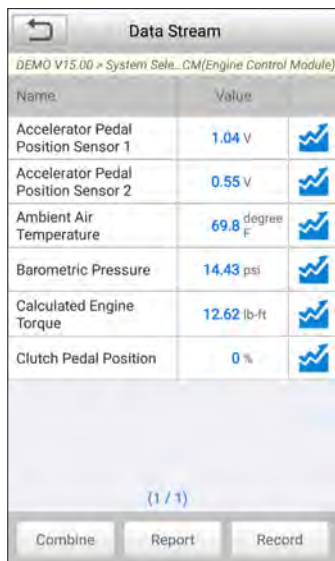 Data Stream
DEMO V15.00 > System Sele...CM(Engine Control Module)
Name
Value
Accelerator Pedal
Position Sensor 1
1.04 V
Accelerator Pedal
Position Sensor 2
0.55 V
Ambient Air
Temperature
69.8 degree
F
Barometric Pressure
14.43 psi
Calculated Engine
Torque
12.62 lb-ft
Clutch Pedal Position
0 %
(1 / 1)
Combine
Report
Record